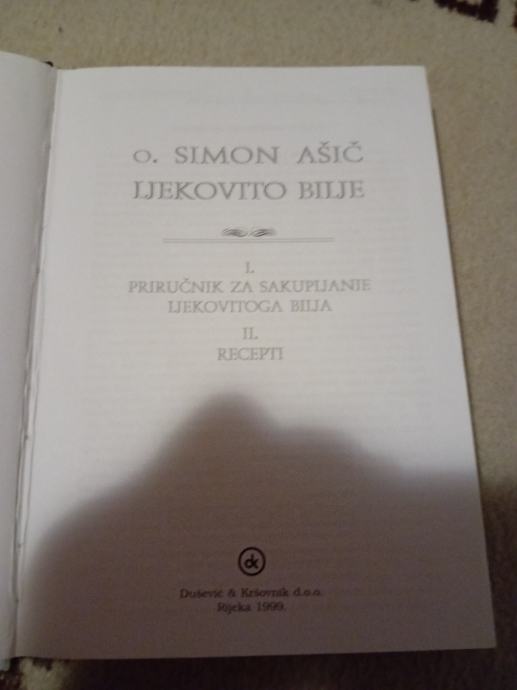 O. SIMON AŠIČ
LJEKOVITO BILJE
I.
PRIRUČNIK ZA SAKUPLJANJE
LJEKOVITOGA BILJA
II.
RECEPTI
dk
Dušević & Kršovnik d.o.o.
Rijeka 1999.